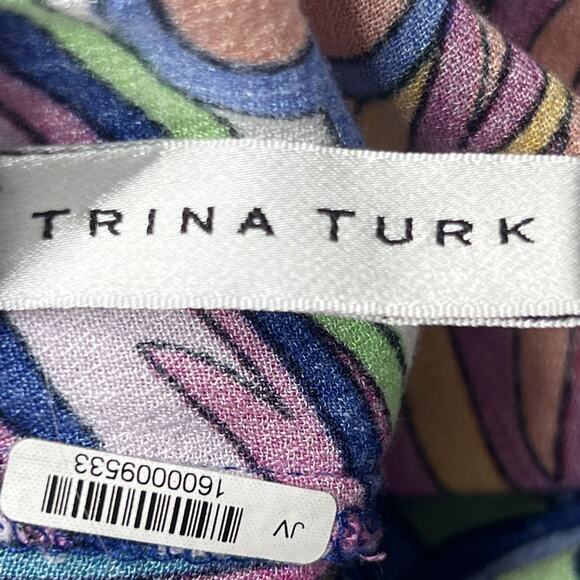 TRINA TURK
1600009533
JV